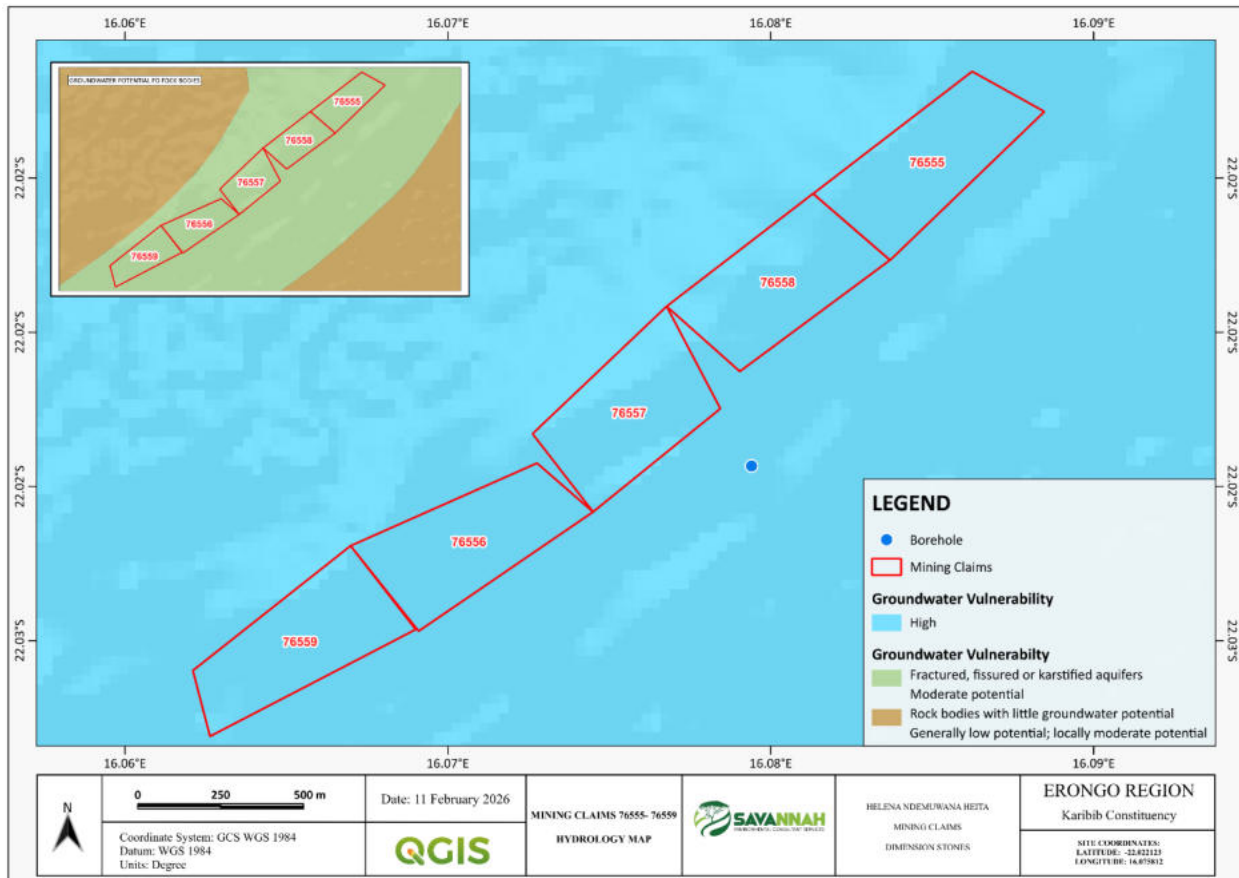 16.06°E 16.07°E 16.08°E 16.09°E
GROUNDWATER POTENTIAL FO FOCK BODIES
76555
76558
76557
76556
76559
22.02°S
22.02°S
22.02°S
22.03°S
76555
76558
76557
76556
76559
22.02°S
22.02°S
22.02°S
22.03°S
LEGEND
Borehole
Mining Claims
Groundwater Vulnerability
High
Groundwater Vulnerabilty
Fractured, fissured or karstified aquifers
Moderate potential
Rock bodies with little groundwater potential
Generally low potential; locally moderate potential
16.06°E 16.07°E 16.08°E 16.09°E
N
0 250 500 m
Coordinate System: GCS WGS 1984
Datum: WGS 1984
Units: Degree
Date: 11 February 2026
QGIS
MINING CLAIMS 76555- 76559
HYDROLOGY MAP
SAVANNAH
ENVIRONMENTAL CONSULTANT SERVICES
HELENA NDEMUWANA HEITA
MINING CLAIMS
DIMENSION STONES
ERONGO REGION
Karibib Constituency
SITE COORDINATES:
LATITUDE: -22.022123
LONGITUDE: 16.075812